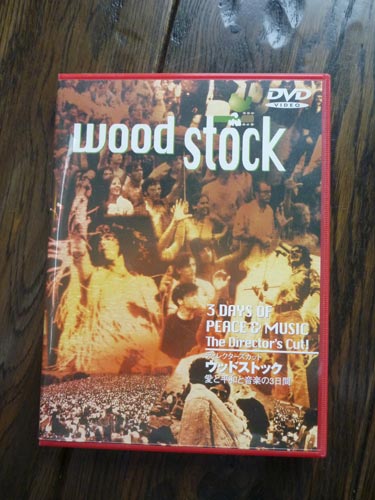 DVD
VIDEO
wood stock
3 DAYS OF
PEACE & MUSIC
The Director's Cut!
ディレクターズカット
ウッドストック
愛と平和と音楽の3日間